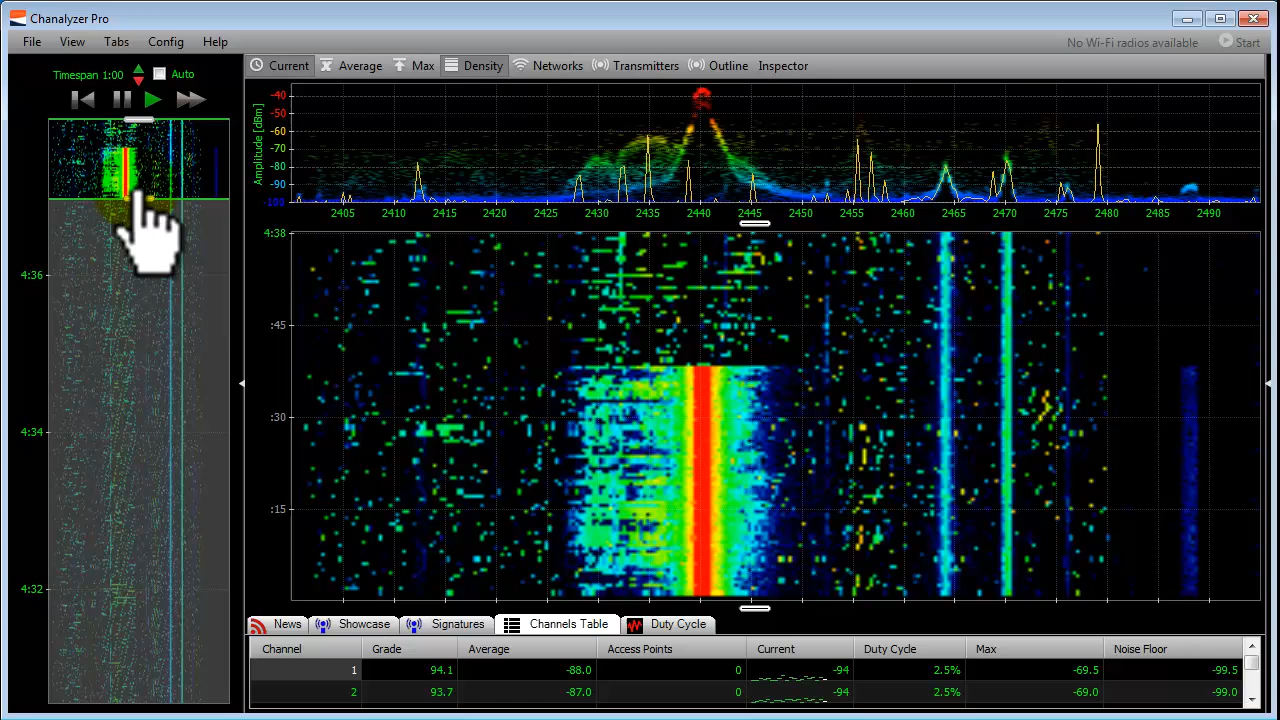 Chanalyzer Pro
File View Tabs Config Help
No Wi-Fi radios available Start
Timespan 1:00 Auto
Current Average Max Density Networks Transmitters Outline Inspector
Amplitude [dBm]
-40
-50
-60
-70
-80
-90
-100
2405 2410 2415 2420 2425 2430 2435 2440 2445 2450 2455 2460 2465 2470 2475 2480 2485 2490
4:38
:45
:30
:15
4:36
4:34
4:32
News Showcase Signatures Channels Table Duty Cycle
Channel Grade Average Access Points Current Duty Cycle Max Noise Floor
1 94.1 -88.0 0 -94 2.5% -69.5 -99.5
2 93.7 -87.0 0 -94 2.5% -69.0 -99.0